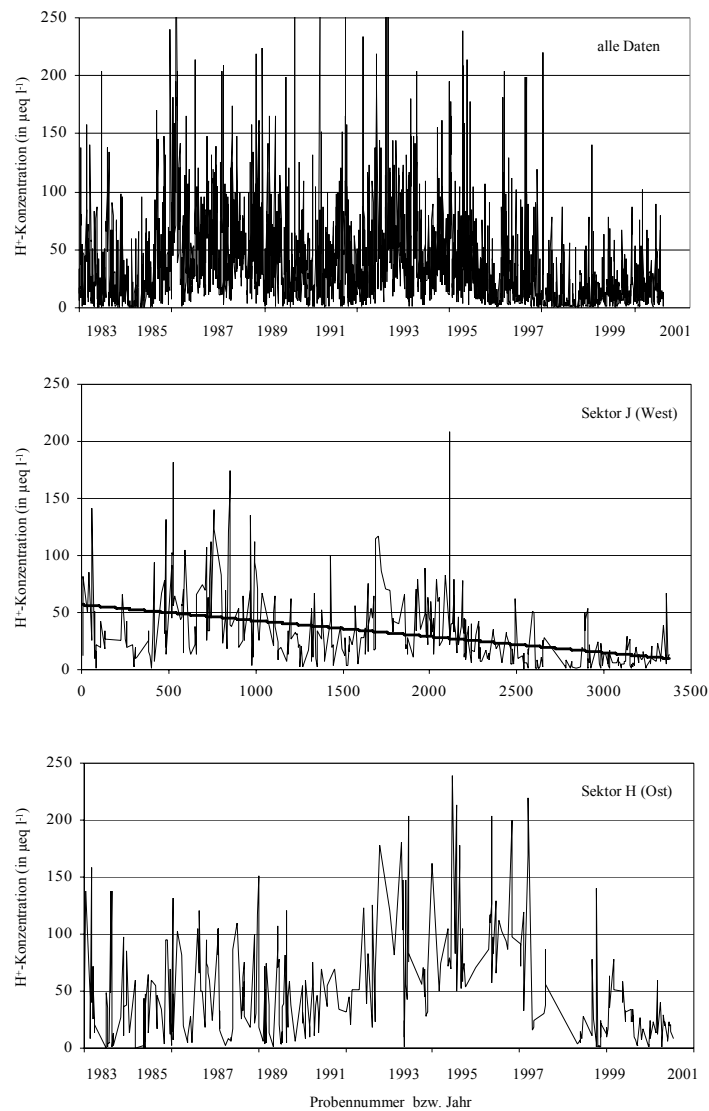 alle Daten
H⁺-Konzentration (in µeq l⁻¹)
250
200
150
100
50
0
1983 1985 1987 1989 1991 1993 1995 1997 1999 2001
Sektor J (West)
H⁺-Konzentration (in µeq l⁻¹)
250
200
150
100
50
0
0 500 1000 1500 2000 2500 3000 3500
Sektor H (Ost)
H⁺-Konzentration (in µeq l⁻¹)
250
200
150
100
50
0
1983 1985 1987 1989 1991 1993 1995 1997 1999 2001
Probennummer bzw. Jahr